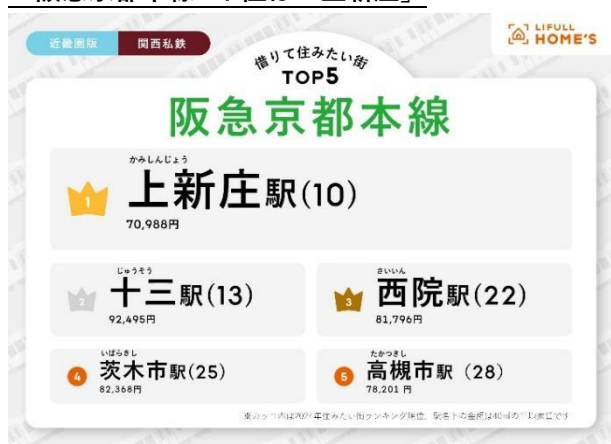 近畿圏版
関西私鉄
LIFULL
HOME'S
借りて住みたい街
TOP5
阪急京都本線
かみしんじょう
1
上新庄駅(10)
70,988円
じゅうそう
2
十三駅(13)
92,495円
さいいん
3
西院駅(22)
81,796円
いばらきし
4
茨木市駅(25)
82,368円
たかつきし
5
高槻市駅(28)
78,201 円